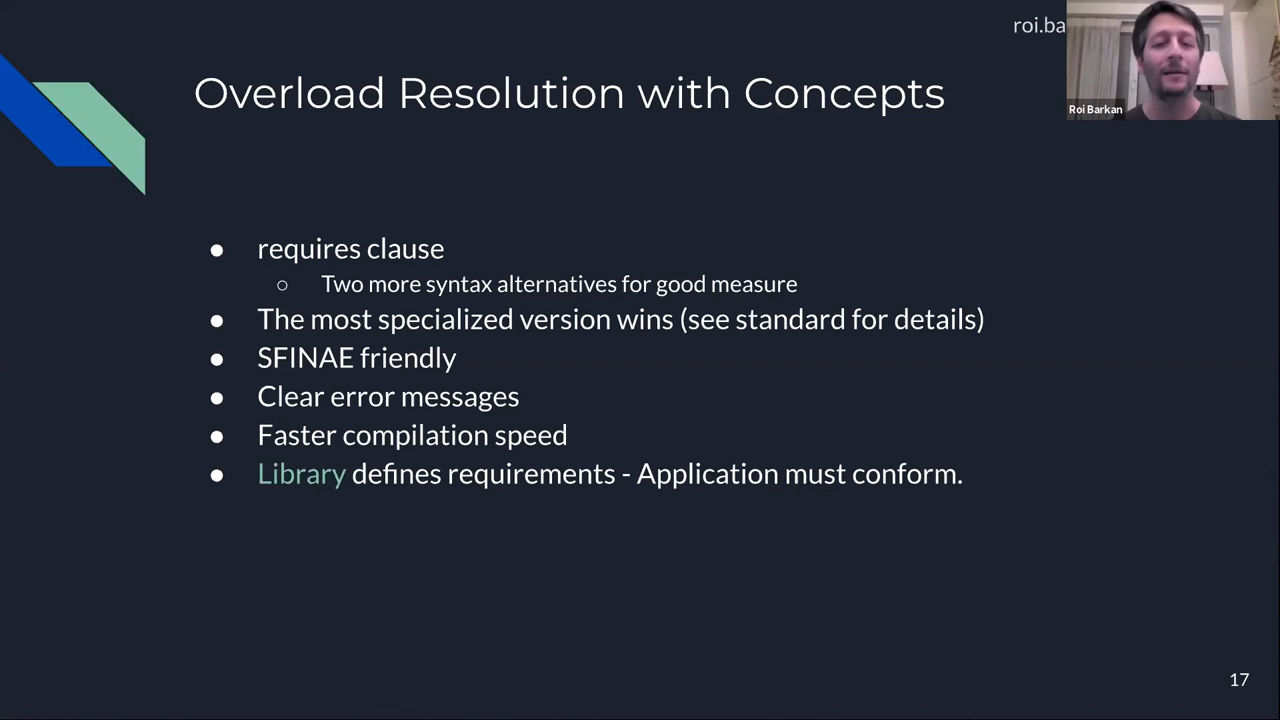 roi.ba
Roi Barkan
Overload Resolution with Concepts
● requires clause
○ Two more syntax alternatives for good measure
● The most specialized version wins (see standard for details)
● SFINAE friendly
● Clear error messages
● Faster compilation speed
● Library defines requirements - Application must conform.
17